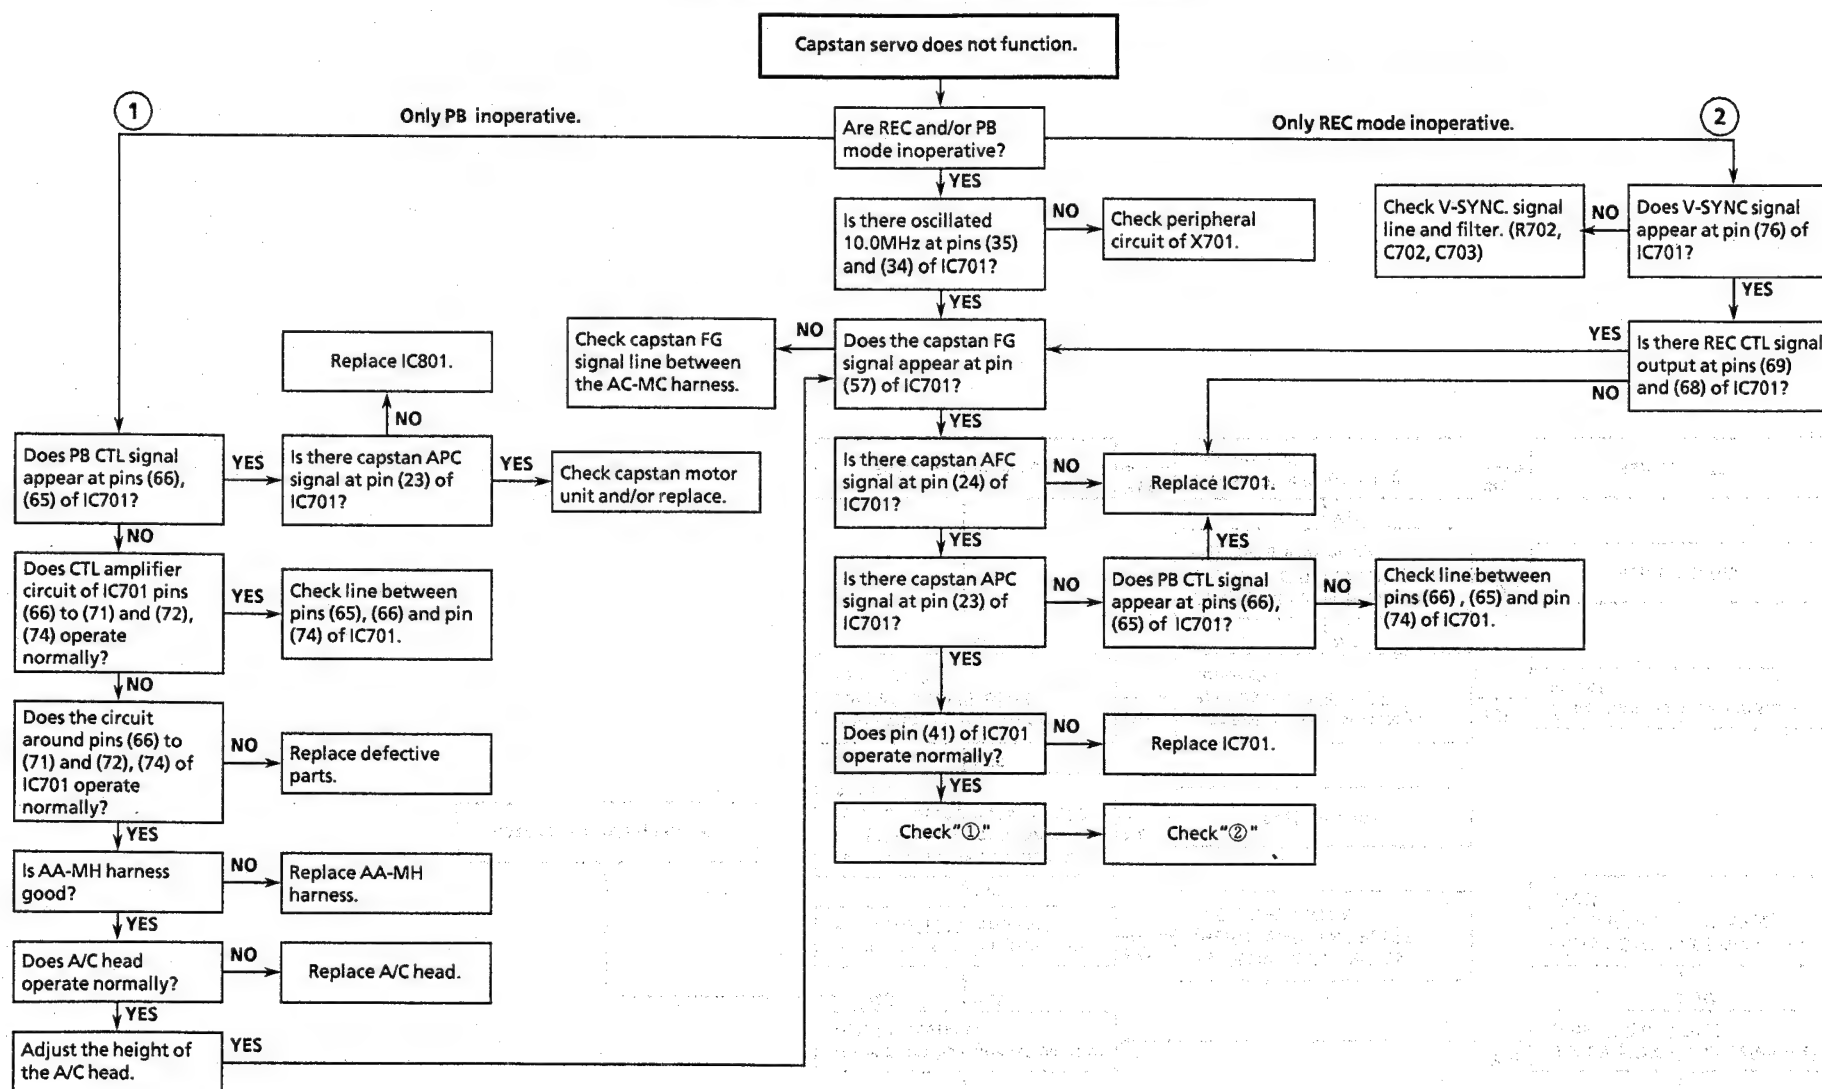 Capstan servo does not function.
1
Only PB inoperative.
Are REC and/or PB
mode inoperative?
Only REC mode inoperative.
2
YES
Is there oscillated
10.0MHz at pins (35)
and (34) of IC701?
NO
Check peripheral
circuit of X701.
Check V-SYNC. signal
line and filter. (R702,
C702, C703)
NO
Does V-SYNC signal
appear at pin (76) of
IC701?
YES
YES
Check capstan FG
signal line between
the AC-MC harness.
NO
Does the capstan FG
signal appear at pin
(57) of IC701?
YES
Is there REC CTL signal
output at pins (69)
and (68) of IC701?
NO
Replace IC801.
NO
YES
Does PB CTL signal
appear at pins (66),
(65) of IC701?
YES
Is there capstan APC
signal at pin (23) of
IC701?
YES
Check capstan motor
unit and/or replace.
Is there capstan AFC
signal at pin (24) of
IC701?
NO
Replace IC701.
NO
YES
YES
Does CTL amplifier
circuit of IC701 pins
(66) to (71) and (72),
(74) operate
normally?
YES
Check line between
pins (65), (66) and pin
(74) of IC701.
Is there capstan APC
signal at pin (23) of
IC701?
NO
Does PB CTL signal
appear at pins (66),
(65) of IC701?
NO
Check line between
pins (66) , (65) and pin
(74) of IC701.
NO
YES
Does the circuit
around pins (66) to
(71) and (72), (74) of
IC701 operate
normally?
NO
Replace defective
parts.
Does pin (41) of IC701
operate normally?
NO
Replace IC701.
YES
YES
Check "①."
Check "②"
Is AA-MH harness
good?
NO
Replace AA-MH
harness.
YES
Does A/C head
operate normally?
NO
Replace A/C head.
YES
Adjust the height of
the A/C head.
YES